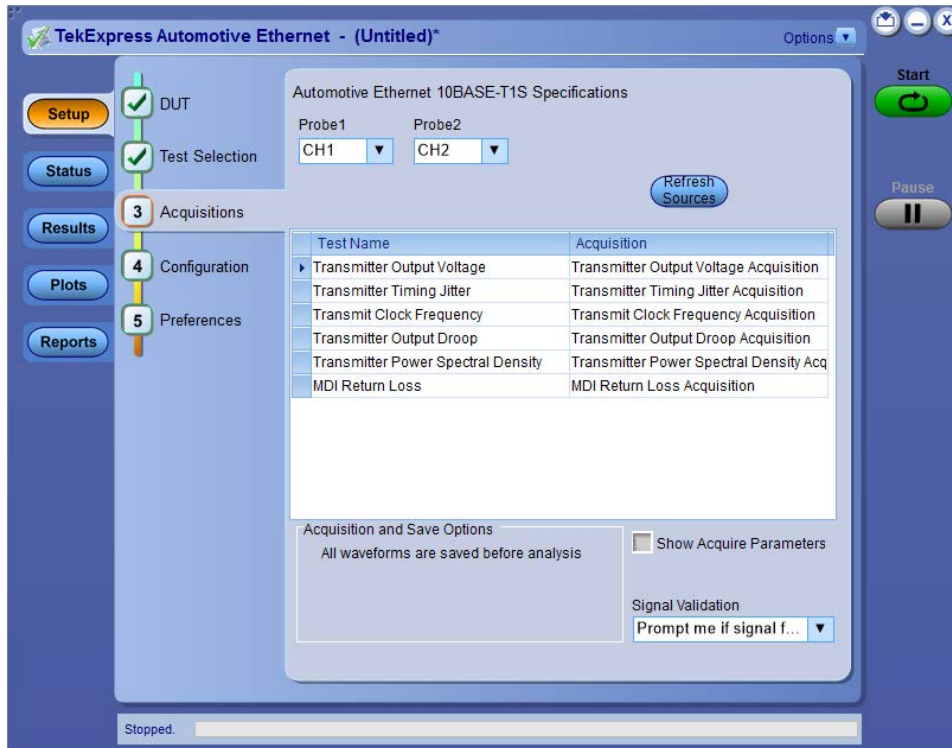 TekExpress Automotive Ethernet - (Untitled)*
Options
X
Start
Pause
Setup
Status
Results
Plots
Reports
DUT
Test Selection
3 Acquisitions
4 Configuration
5 Preferences
Automotive Ethernet 10BASE-T1S Specifications
Probe1 Probe2
CH1 CH2
Refresh
Sources
Test Name Acquisition
Transmitter Output Voltage Transmitter Output Voltage Acquisition
Transmitter Timing Jitter Transmitter Timing Jitter Acquisition
Transmit Clock Frequency Transmit Clock Frequency Acquisition
Transmitter Output Droop Transmitter Output Droop Acquisition
Transmitter Power Spectral Density Transmitter Power Spectral Density Acq
MDI Return Loss MDI Return Loss Acquisition
Acquisition and Save Options
All waveforms are saved before analysis
Show Acquire Parameters
Signal Validation
Prompt me if signal f...
Stopped.